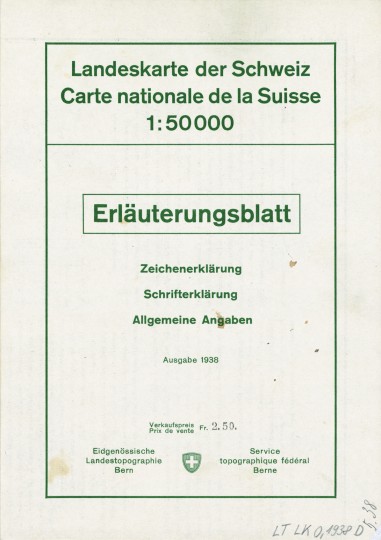 Landeskarte der Schweiz
Carte nationale de la Suisse
1:50000
Erläuterungsblatt
Zeichenerklärung
Schrifterklärung
Allgemeine Angaben
Ausgabe 1938
Verkaufspreis
Prix de vente Fr. 2.50.
Eidgenössische
Landestopographie
Bern
Service
topographique fédéral
Berne
LT LK 0, 1938 D